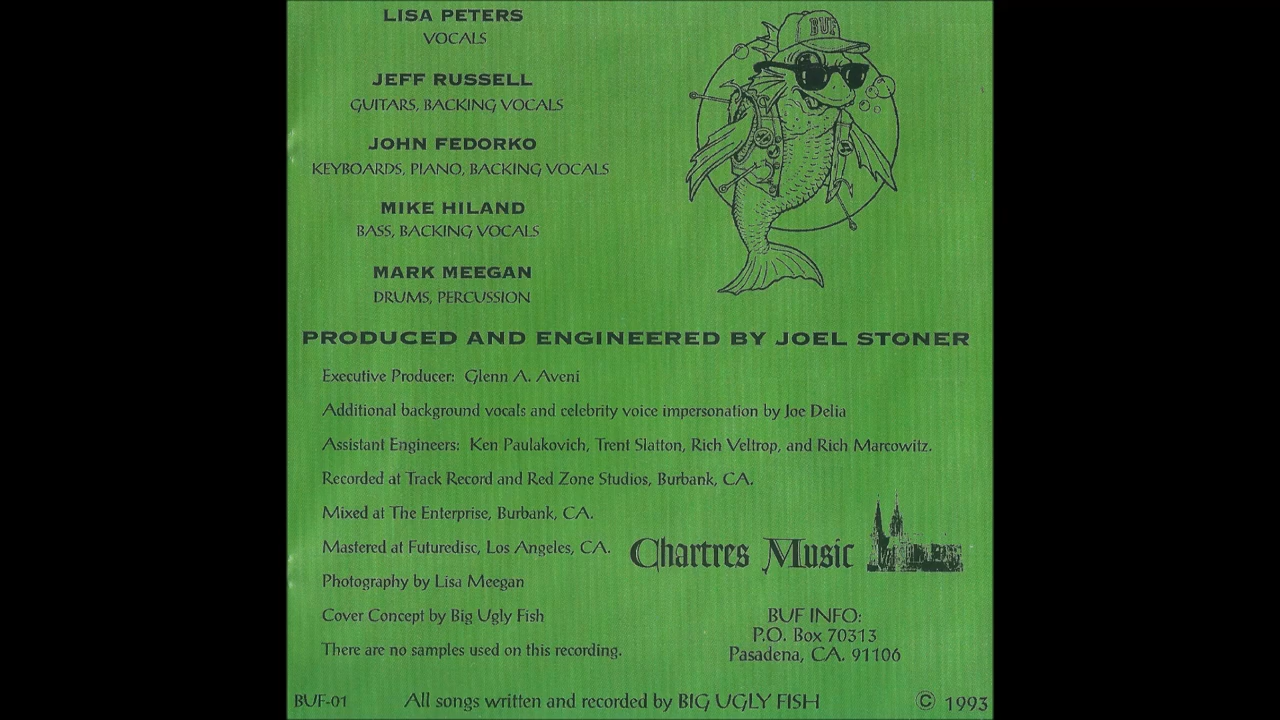 LISA PETERS
VOCALS
JEFF RUSSELL
GUITARS, BACKING VOCALS
JOHN FEDORKO
KEYBOARDS, PIANO, BACKING VOCALS
MIKE HILAND
BASS, BACKING VOCALS
MARK MEEGAN
DRUMS, PERCUSSION
BUF
PRODUCED AND ENGINEERED BY JOEL STONER
Executive Producer: Glenn A. Aveni
Additional background vocals and celebrity voice impersonation by Joe Delia
Assistant Engineers: Ken Paulakovich, Trent Slatton, Rich Veltrop, and Rich Marcowitz.
Recorded at Track Record and Red Zone Studios, Burbank, CA.
Mixed at The Enterprise, Burbank, CA.
Mastered at Futuredisc, Los Angeles, CA.
Photography by Lisa Meegan
Cover Concept by Big Ugly Fish
There are no samples used on this recording.
Chartres Music
BUF INFO:
P.O. Box 70313
Pasadena, CA. 91106
BUF-01 All songs written and recorded by BIG UGLY FISH © 1993